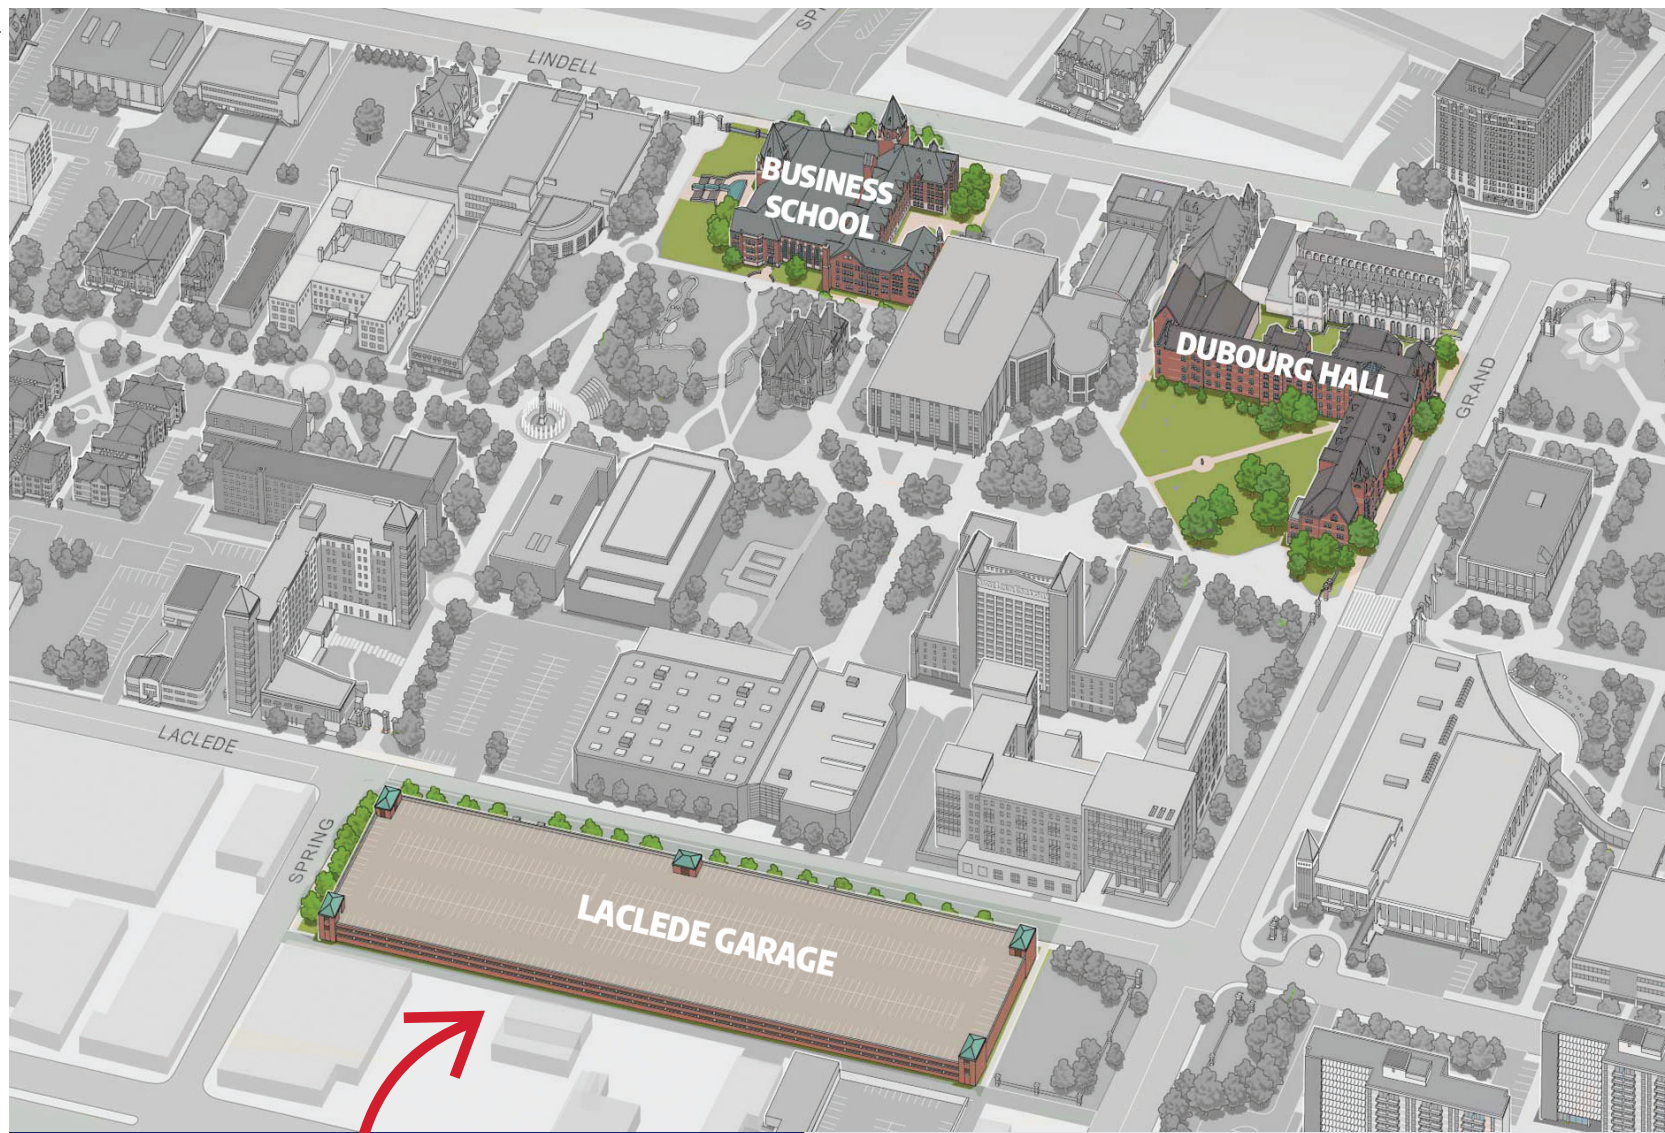 LINDELL
BUSINESS
SCHOOL
DUBOURG HALL
GRAND
LACLEDE
SPRING
LACLEDE GARAGE